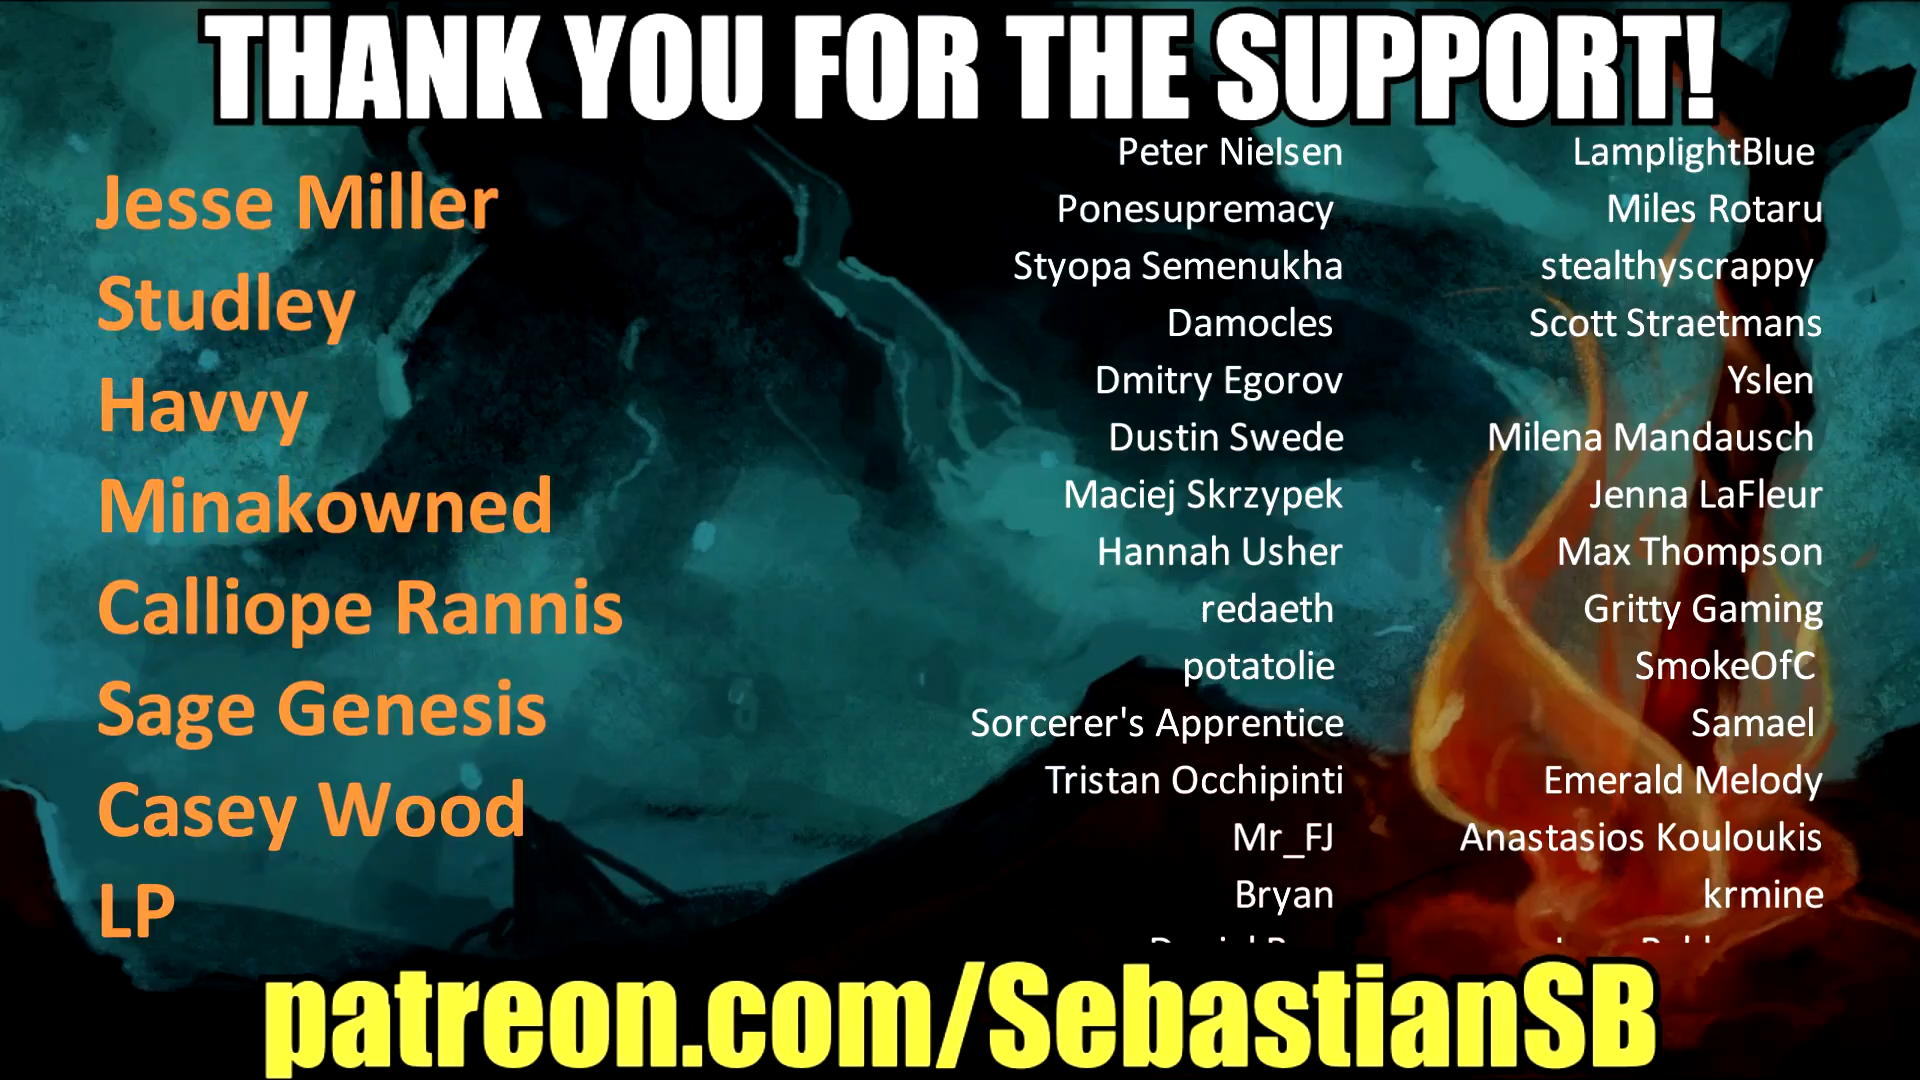 THANK YOU FOR THE SUPPORT!
Jesse Miller
Studley
Havvy
Minakowned
Calliope Rannis
Sage Genesis
Casey Wood
LP
Peter Nielsen
Ponesupremacy
Styopa Semenukha
Damocles
Dmitry Egorov
Dustin Swede
Maciej Skrzypek
Hannah Usher
redaeth
potatolie
Sorcerer's Apprentice
Tristan Occhipinti
Mr_FJ
Bryan
LamplightBlue
Miles Rotaru
stealthyscrappy
Scott Straetmans
Yslen
Milena Mandausch
Jenna LaFleur
Max Thompson
Gritty Gaming
SmokeOfC
Samael
Emerald Melody
Anastasios Kouloukis
krmine
patreon.com/SebastianSB